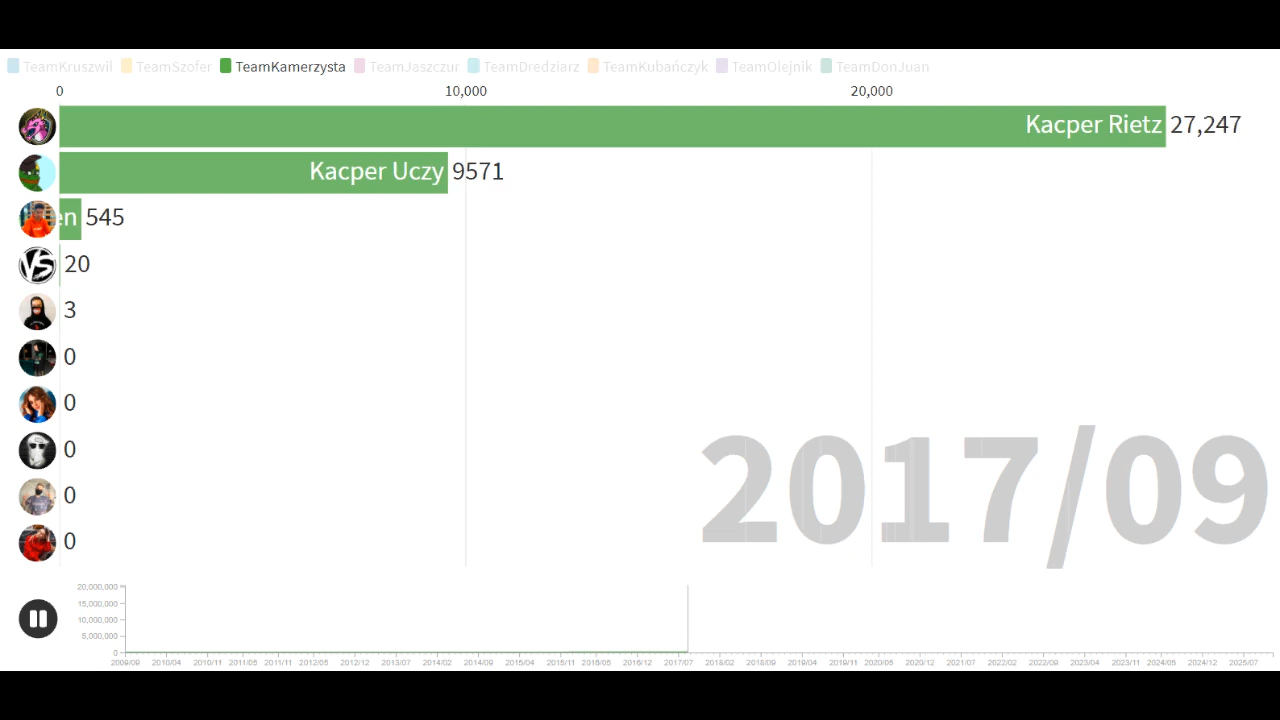 TeamKruszwil TeamSzofer TeamKamerzysta TeamJaszczur TeamDredziarz TeamKubańczyk TeamOlejnik TeamDonJuan
0 10,000 20,000
Kacper Rietz 27,247
Kacper Uczy 9571
en 545
VS 20
3
0
0
0
0
0
2017/09
20,000,000
15,000,000
10,000,000
5,000,000
0
2009/09 2010/04 2010/11 2011/05 2011/11 2012/05 2012/12 2013/07 2014/02 2014/09 2015/04 2015/11 2016/05 2016/12 2017/07 2018/02 2018/09 2019/04 2019/11 2020/05 2020/12 2021/07 2022/02 2022/09 2023/04 2023/11 2024/05 2024/12 2025/07